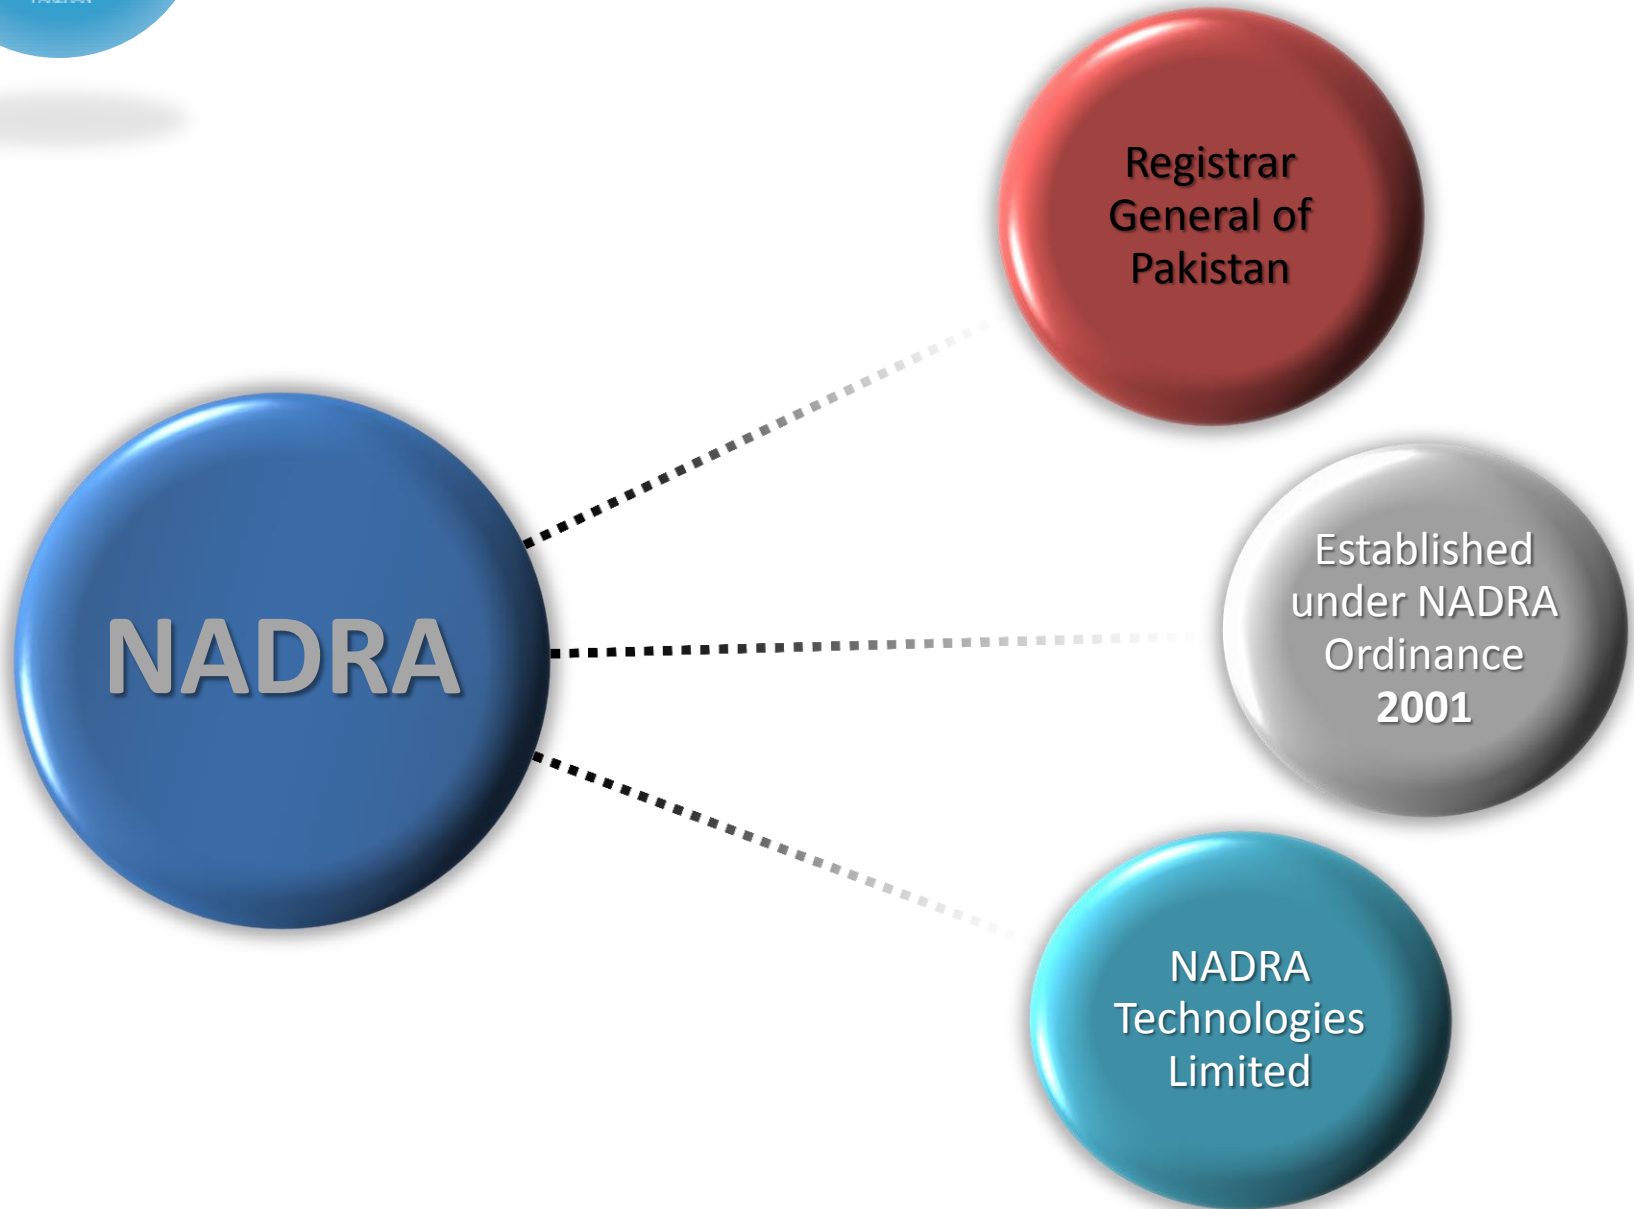 Registrar
General of
Pakistan
NADRA
Established
under NADRA
Ordinance
2001
NADRA
Technologies
Limited